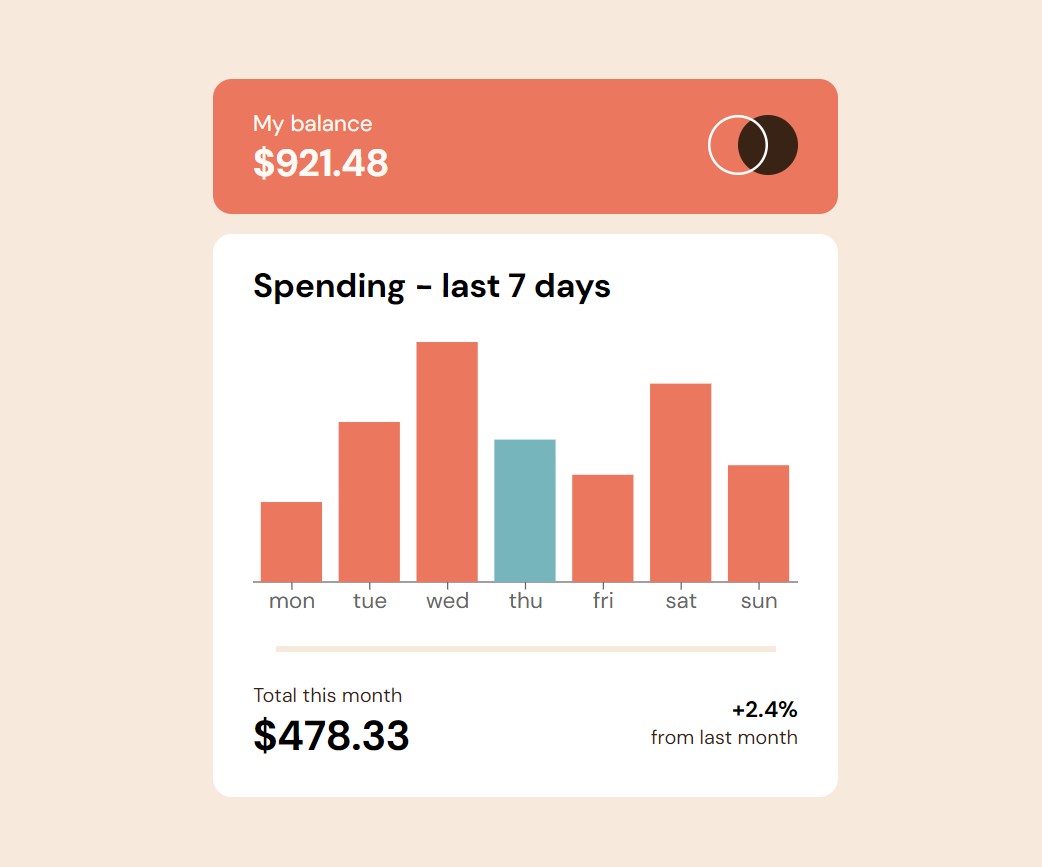 My balance
$921.48
Spending - last 7 days
mon tue wed thu fri sat sun
Total this month
$478.33
+2.4%
from last month